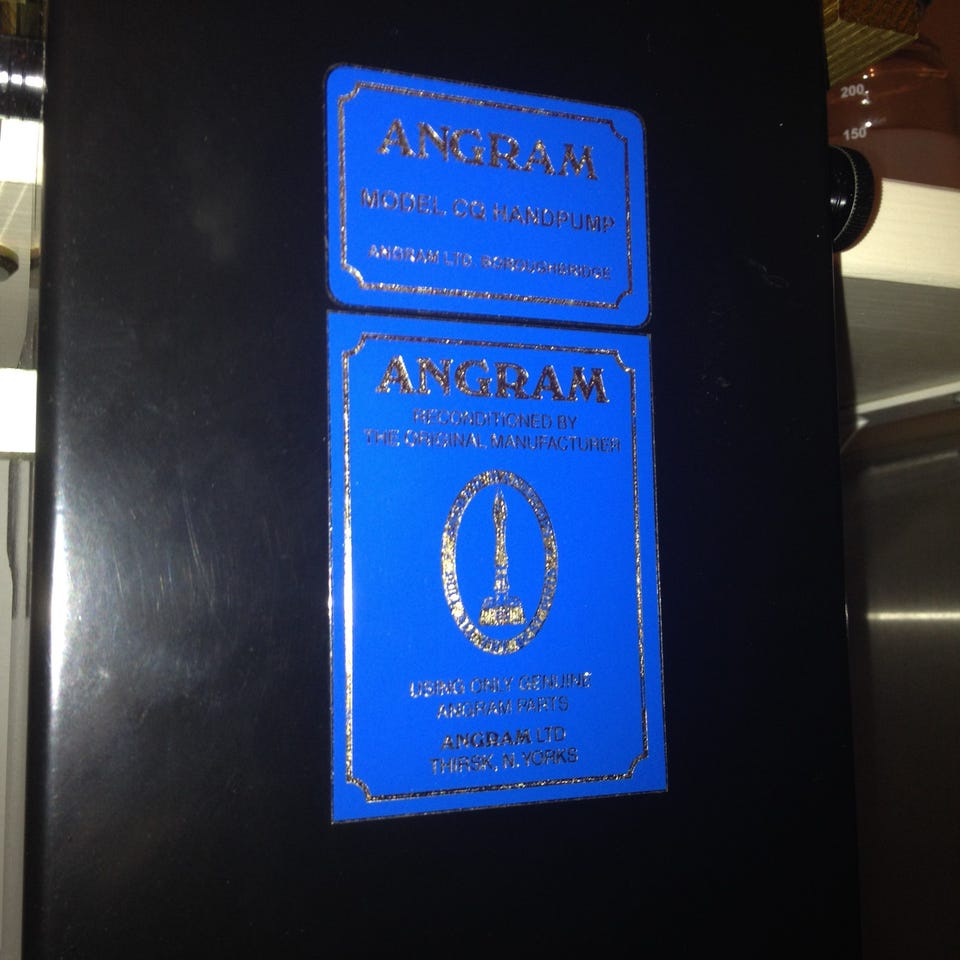 ANGRAM
MODEL CQ HANDPUMP
ANGRAM LTD. BOROUGHBRIDGE
ANGRAM
RECONDITIONED BY
THE ORIGINAL MANUFACTURER
USING ONLY GENUINE
ANGRAM PARTS
ANGRAM LTD
THIRSK, N. YORKS
200
150